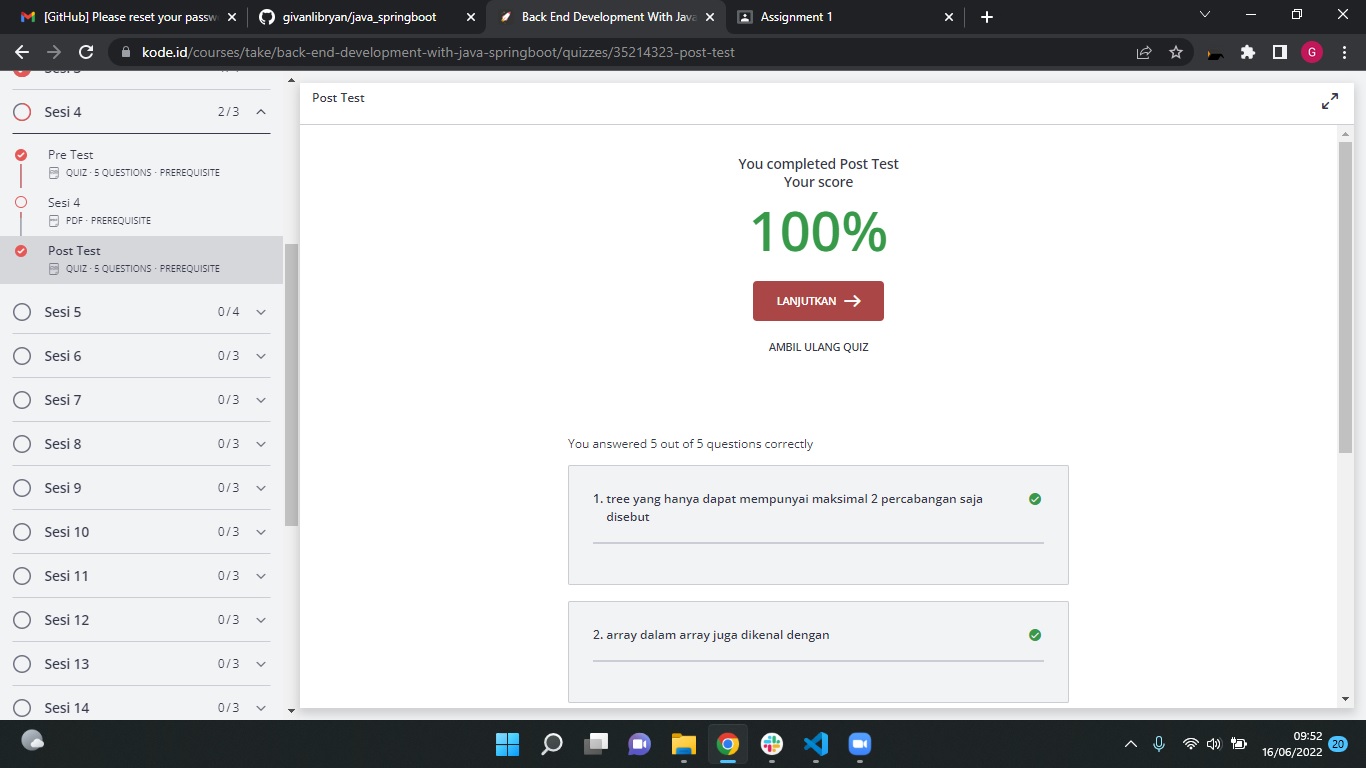 [GitHub] Please reset your passw
givanlibryan/java_springboot
Back End Development With Java
Assignment 1
kode.id/courses/take/back-end-development-with-java-springboot/quizzes/35214323-post-test
G
Sesi 4
2 / 3
Pre Test
QUIZ · 5 QUESTIONS · PREREQUISITE
Sesi 4
PDF · PREREQUISITE
Post Test
QUIZ · 5 QUESTIONS · PREREQUISITE
Sesi 5
0 / 4
Sesi 6
0 / 3
Sesi 7
0 / 3
Sesi 8
0 / 3
Sesi 9
0 / 3
Sesi 10
0 / 3
Sesi 11
0 / 3
Sesi 12
0 / 3
Sesi 13
0 / 3
Sesi 14
0 / 3
Post Test
You completed Post Test
Your score
100%
LANJUTKAN
AMBIL ULANG QUIZ
You answered 5 out of 5 questions correctly
1. tree yang hanya dapat mempunyai maksimal 2 percabangan saja
disebut
2. array dalam array juga dikenal dengan
09:52
16/06/2022
20